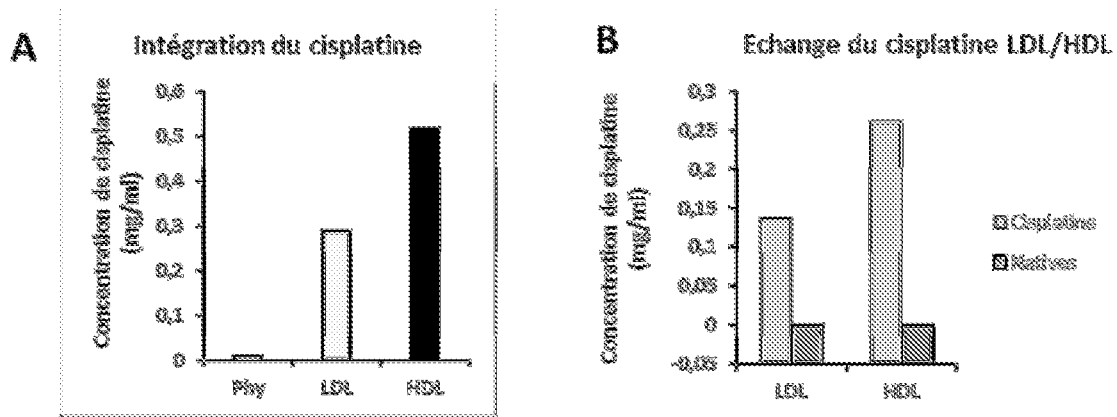 A
Intégration du cisplatine
Concentration de cisplatine
(mg/ml)
0,6
0,5
0,4
0,3
0,2
0,1
0
Phy LDL HDL
B
Echange du cisplatine LDL/HDL
Concentration de cisplatine
(mg/ml)
0,3
0,25
0,2
0,15
0,1
0,05
0
-0,05
LDL HDL
Cisplatine
Natives